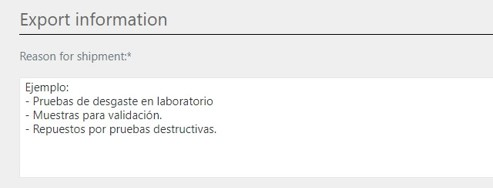 Export information
Reason for shipment:*
Ejemplo:
- Pruebas de desgaste en laboratorio
- Muestras para validación.
- Repuestos por pruebas destructivas.